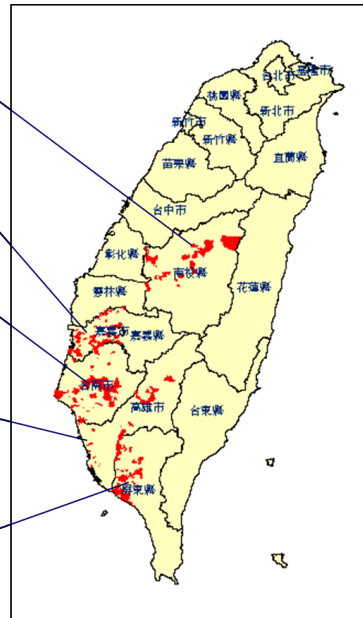 台北市
基隆市
桃園縣
新北市
新竹市
新竹縣
苗栗縣
宜蘭縣
台中市
彰化縣
南投縣
花蓮縣
雲林縣
嘉義市
嘉義縣
台南市
高雄市
台東縣
屏東縣